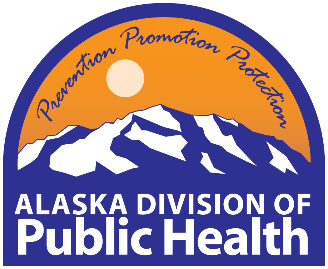 Prevention Promotion Protection
ALASKA DIVISION OF
Public Health